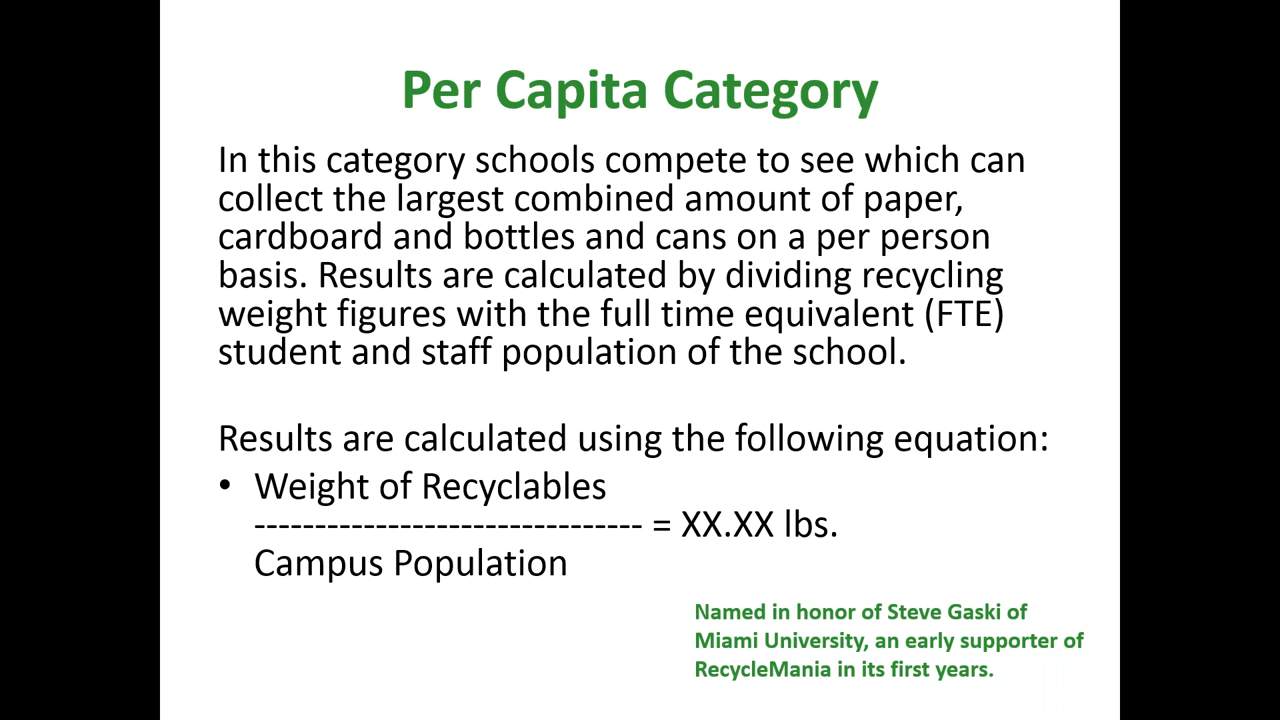 Per Capita Category
In this category schools compete to see which can
collect the largest combined amount of paper,
cardboard and bottles and cans on a per person
basis. Results are calculated by dividing recycling
weight figures with the full time equivalent (FTE)
student and staff population of the school.
Results are calculated using the following equation:
• Weight of Recyclables
-------------------------------- = XX.XX lbs.
Campus Population
Named in honor of Steve Gaski of
Miami University, an early supporter of
RecycleMania in its first years.